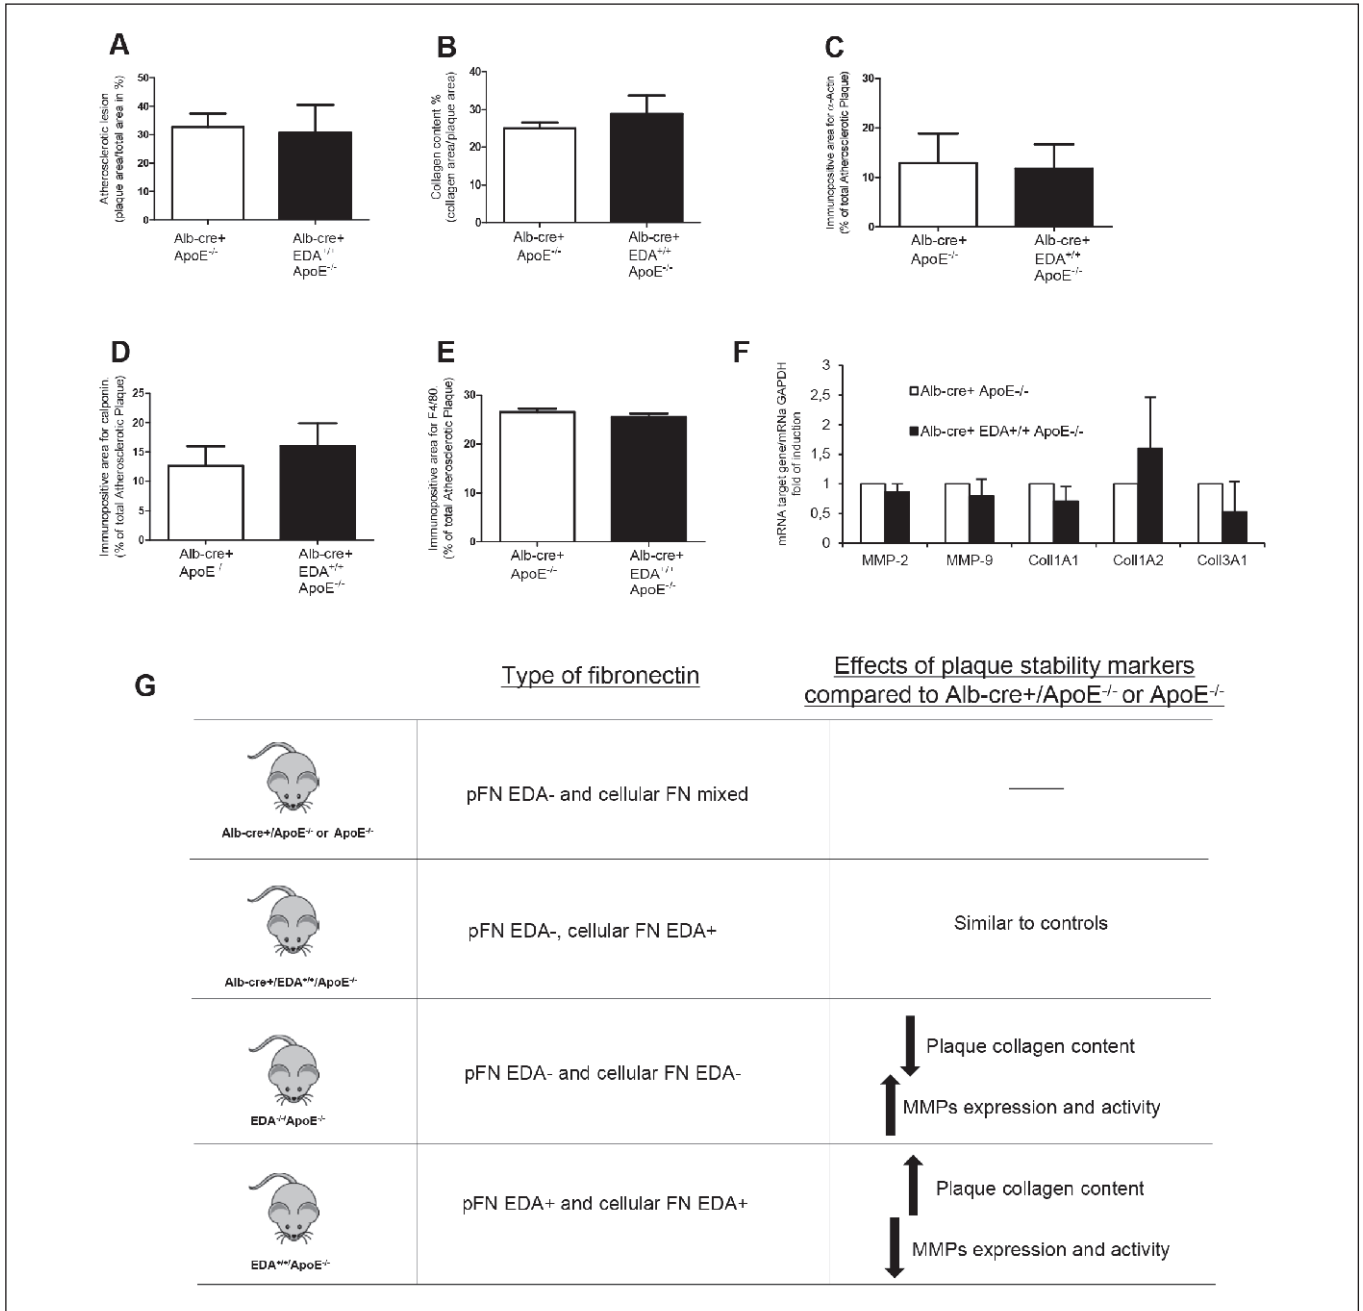 A
Atherosclerotic lesion
(plaque area/total area in %)
50
40
30
20
10
0
Alb-cre+
ApoE-/-
Alb-cre+
EDA+/+
ApoE-/-
B
Collagen content %
(collagen area/plaque area)
40
30
20
10
0
Alb-cre+
ApoE-/-
Alb-cre+
EDA+/+
ApoE-/-
C
Immunopositive area for α-Actin
(% of total Atherosclerotic Plaque)
30
20
10
0
Alb-cre+
ApoE-/-
Alb-cre+
EDA+/+
ApoE-/-
D
Immunopositive area for calponin.
(% of total Atherosclerotic Plaque)
25
20
15
10
5
0
Alb-cre+
ApoE-/-
Alb-cre+
EDA+/+
ApoE-/-
E
Immunopositive area for F4/80.
(% of total Atherosclerotic Plaque)
30
20
10
0
Alb-cre+
ApoE-/-
Alb-cre+
EDA+/+
ApoE-/-
F
mRNA target gene/mRNa GAPDH
fold of induction
3
2,5
2
1,5
1
0,5
0
Alb-cre+ ApoE-/-
Alb-cre+ EDA+/+ ApoE-/-
MMP-2 MMP-9 Coll1A1 Coll1A2 Coll3A1
G
Type of fibronectin
Effects of plaque stability markers
compared to Alb-cre+/ApoE-/- or ApoE-/-
pFN EDA- and cellular FN mixed
Alb-cre+/ApoE-/- or ApoE-/-
pFN EDA-, cellular FN EDA+
Similar to controls
Alb-cre+/EDA+/+/ApoE-/-
pFN EDA- and cellular FN EDA-
Plaque collagen content
MMPs expression and activity
EDA-/-/ApoE-/-
pFN EDA+ and cellular FN EDA+
Plaque collagen content
MMPs expression and activity
EDA+/+/ApoE-/-